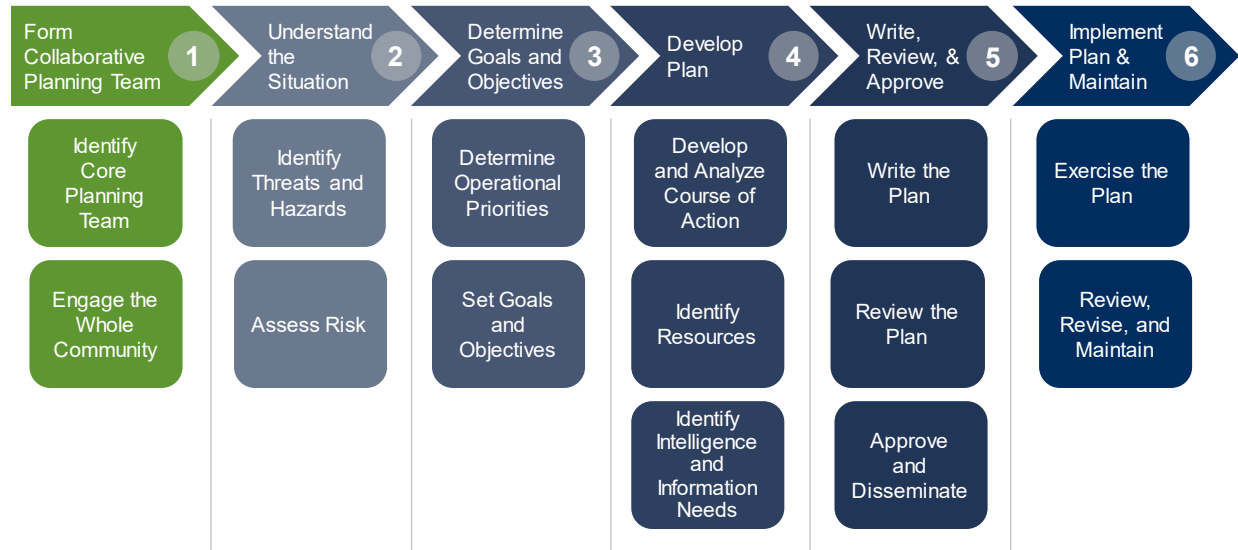 Form
Collaborative
Planning Team
1
Understand
the
Situation
2
Determine
Goals and
Objectives
3
Develop
Plan
4
Write,
Review, &
Approve
5
Implement
Plan &
Maintain
6
Identify
Core
Planning
Team
Engage the
Whole
Community
Identify
Threats and
Hazards
Assess Risk
Determine
Operational
Priorities
Set Goals
and
Objectives
Develop
and Analyze
Course of
Action
Identify
Resources
Identify
Intelligence
and
Information
Needs
Write the
Plan
Review the
Plan
Approve
and
Disseminate
Exercise the
Plan
Review,
Revise, and
Maintain